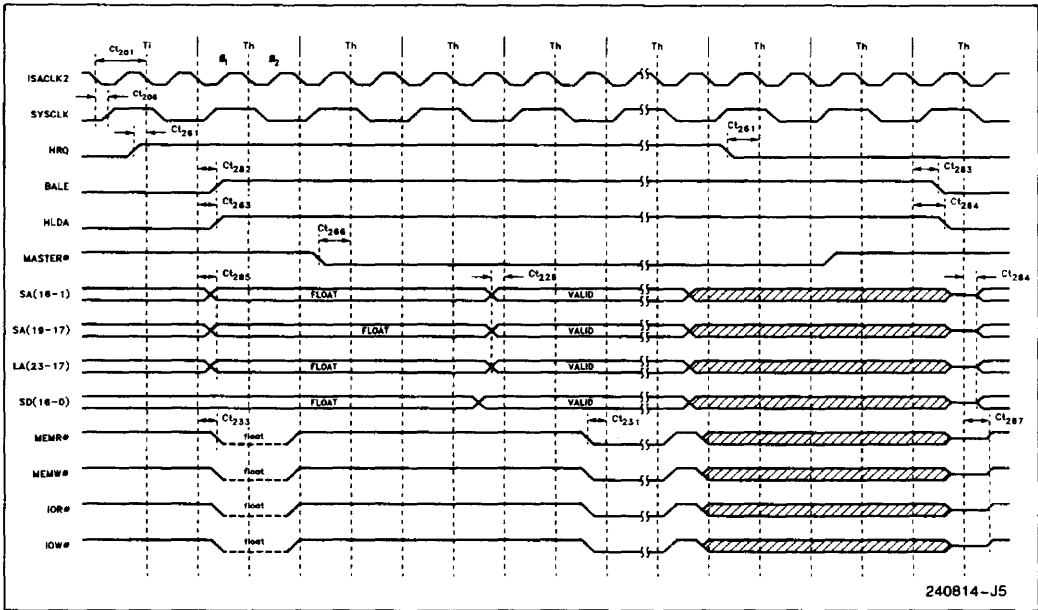 Ct201 Ti Th Th Th Th Th Th Th Th
ø1 ø2
ISACLK2
Ct206
SYSCLK
Ct261 Ct261
HRQ
Ct282 Ct283
BALE
Ct263 Ct264
HLDA
Ct266
MASTER#
Ct285 Ct228 Ct284
SA(16-1) FLOAT VALID
SA(19-17) FLOAT VALID
LA(23-17) FLOAT VALID
SD(16-0) FLOAT VALID
Ct233 Ct231 Ct287
MEMR# float
MEMW# float
IOR# float
IOW# float
240814-J5